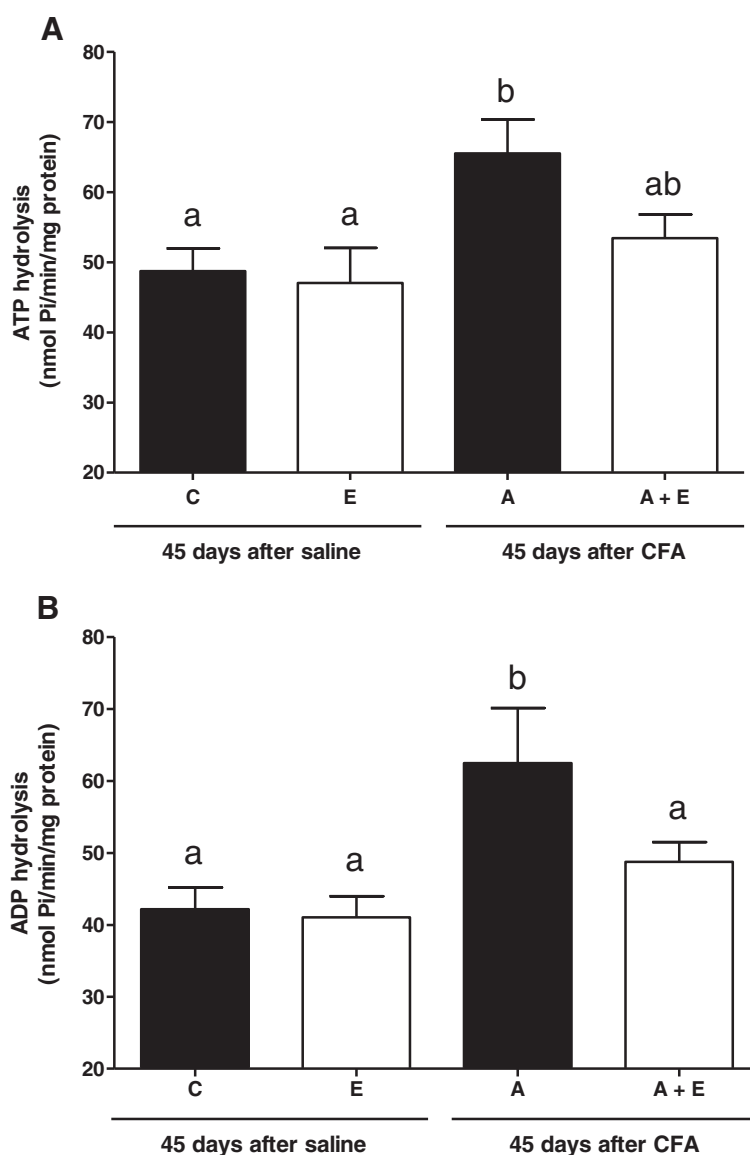 A
80
70
60
50
40
30
20
ATP hydrolysis
(nmol Pi/min/mg protein)
a
a
b
ab
C
E
A
A + E
45 days after saline
45 days after CFA
B
80
70
60
50
40
30
20
ADP hydrolysis
(nmol Pi/min/mg protein)
a
a
b
a
C
E
A
A + E
45 days after saline
45 days after CFA